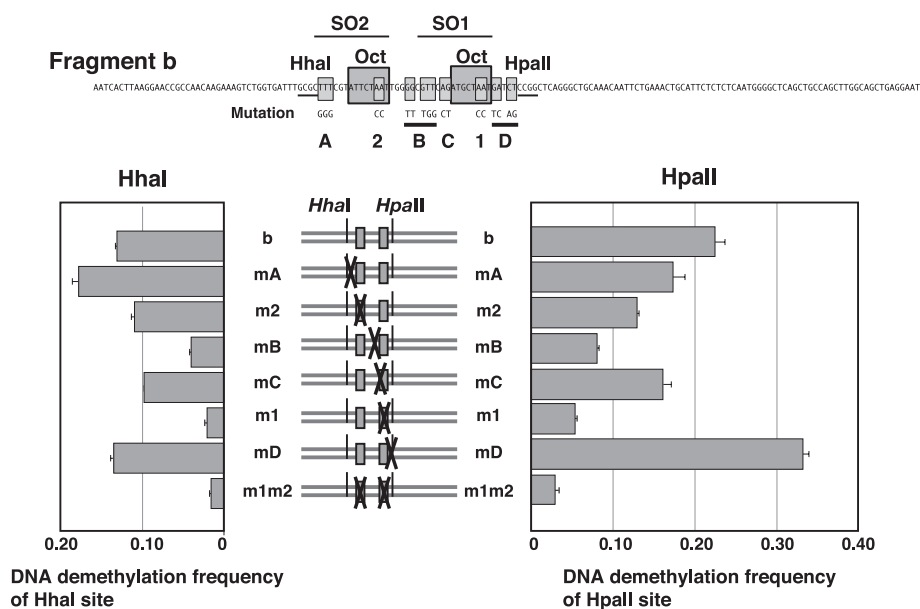 SO2 SO1
Fragment b
HhaI Oct Oct HpaII
AATCACTTAAGGAACCGCCAACAAGAAAGTCTGGTGATTTGCGCTTTCGTATTCTAATTGGGGCGTTCAGATGCTAATGATCTCCGGCTCAGGGCTGCAAACAATTCTGAAACTGCATTCTCTCTCAATGGGGCTCAGCTGCCAGCTTGGCAGCTGAGGAAT
Mutation GGG CC TT TGG CT CC TC AG
A 2 B C 1 D
HhaI HpaII
HhaI HpaII
b b
mA mA
m2 m2
mB mB
mC mC
m1 m1
mD mD
m1m2 m1m2
0.20 0.10 0 0 0.10 0.20 0.30 0.40
DNA demethylation frequency
of HhaI site
DNA demethylation frequency
of HpaII site